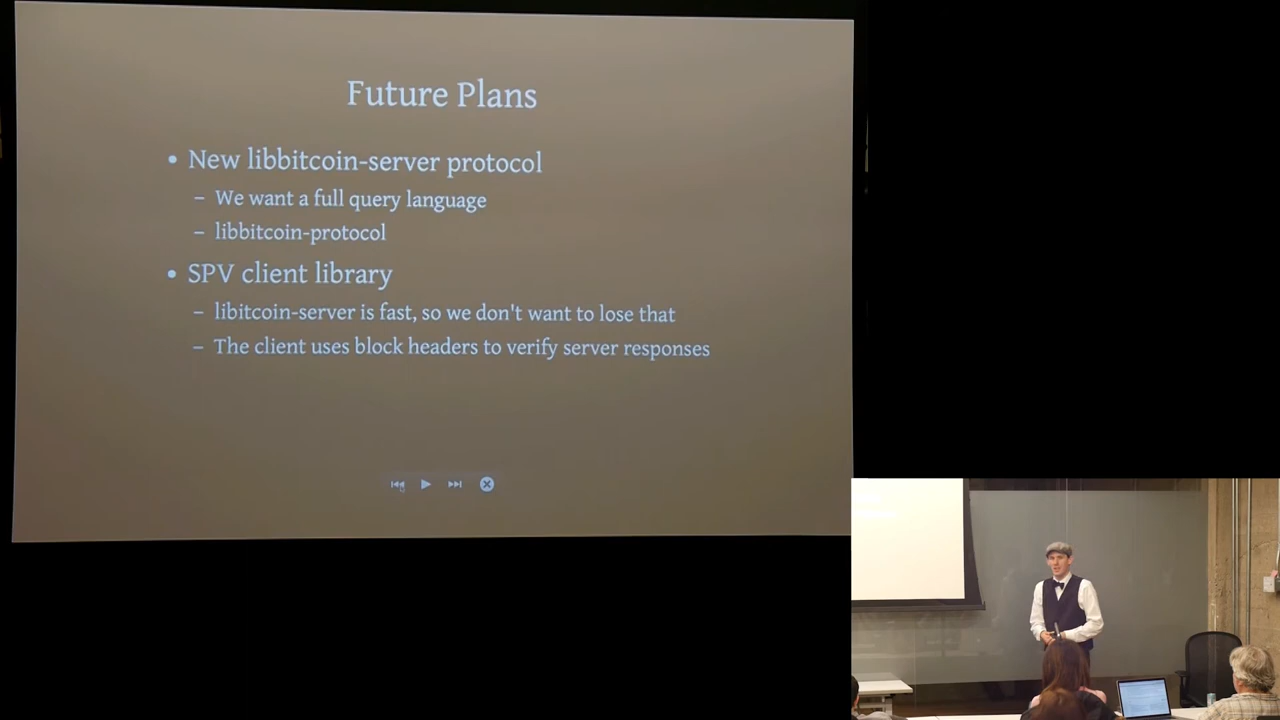 Future Plans
• New libbitcoin-server protocol
– We want a full query language
– libbitcoin-protocol
• SPV client library
– libitcoin-server is fast, so we don't want to lose that
– The client uses block headers to verify server responses